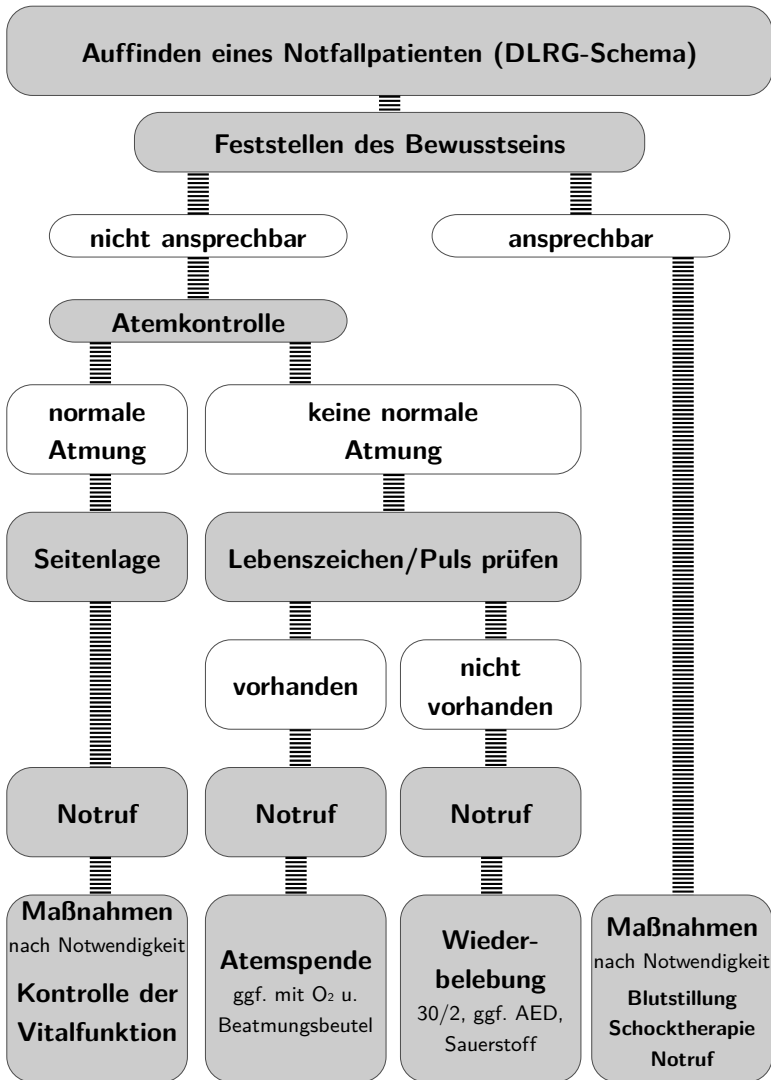 Auffinden eines Notfallpatienten (DLRG-Schema)
Feststellen des Bewusstseins
nicht ansprechbar
ansprechbar
Atemkontrolle
normale
Atmung
keine normale
Atmung
Seitenlage
Lebenszeichen/Puls prüfen
vorhanden
nicht
vorhanden
Notruf
Notruf
Notruf
Maßnahmen
nach Notwendigkeit
Kontrolle der
Vitalfunktion
Atemspende
ggf. mit O₂ u.
Beatmungsbeutel
Wieder-
belebung
30/2, ggf. AED,
Sauerstoff
Maßnahmen
nach Notwendigkeit
Blutstillung
Schocktherapie
Notruf